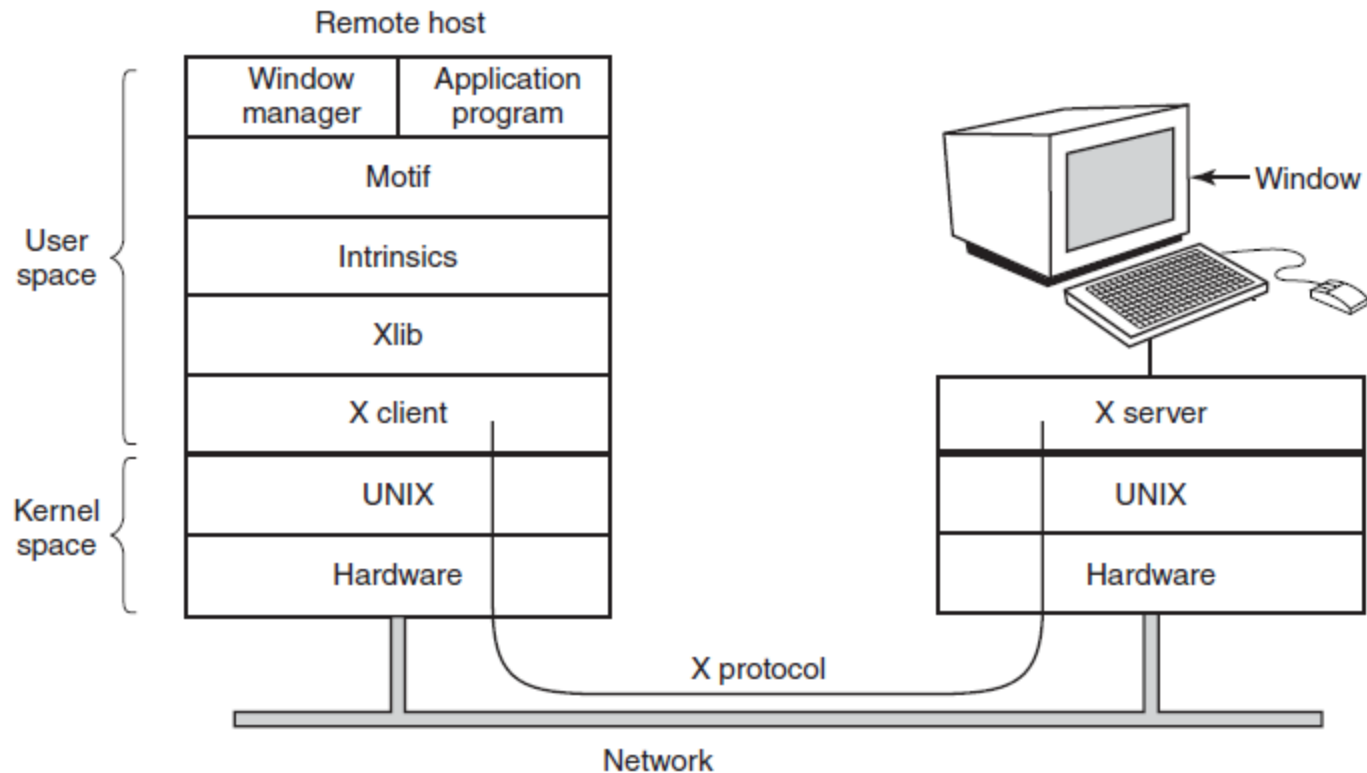 Remote host
Window
manager
Application
program
Motif
Window
User
space
Intrinsics
Xlib
X client
X server
Kernel
space
UNIX
UNIX
Hardware
Hardware
X protocol
Network